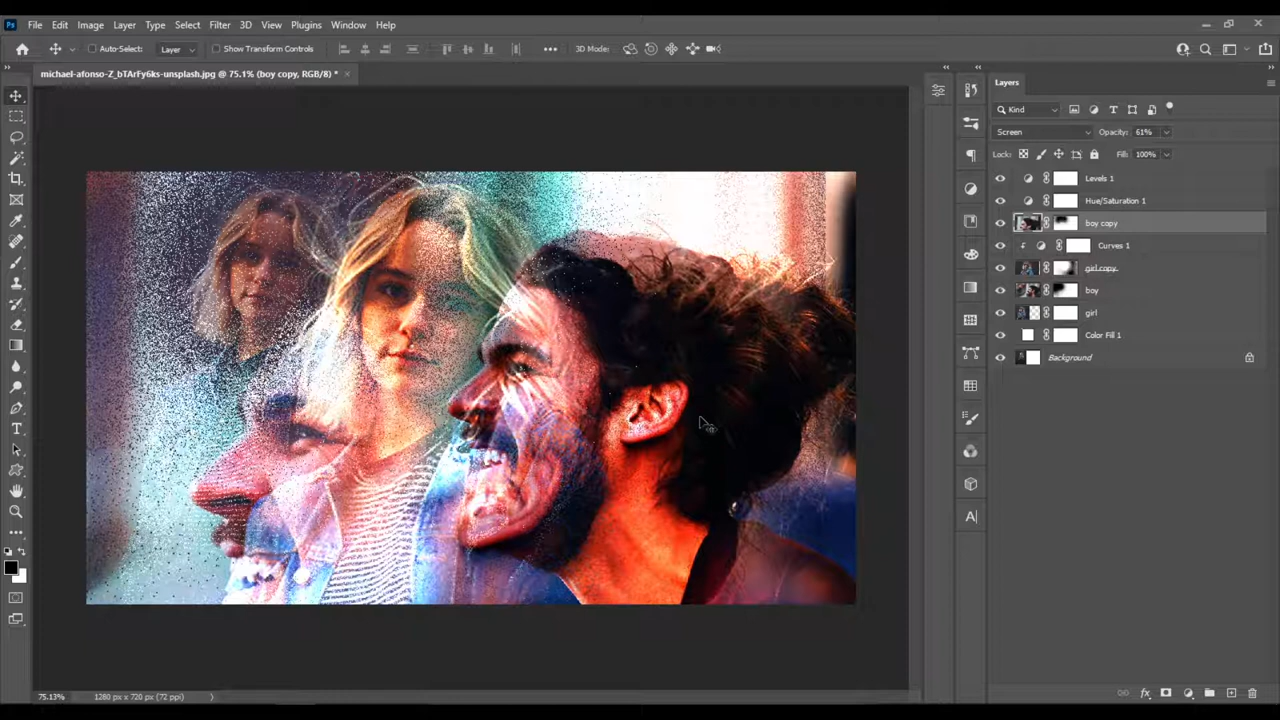 Ps File Edit Image Layer Type Select Filter 3D View Plugins Window Help
Auto-Select: Layer Show Transform Controls 3D Mode:
michael-afonso-Z_bTArFy6ks-unsplash.jpg @ 75.1% (boy copy, RGB/8) *
Layers
Kind
Screen Opacity: 61%
Lock: Fill: 100%
Levels 1
Hue/Saturation 1
boy copy
Curves 1
girl copy
boy
girl
Color Fill 1
Background
75.13% 1280 px x 720 px (72 ppi)